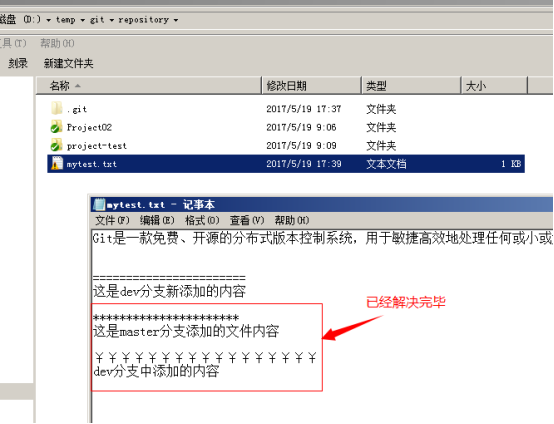 磁盘 (D:) ▾ temp ▾ git ▾ repository ▾
具(T) 帮助(H)
刻录 新建文件夹
名称 修改日期 类型 大小
.git 2017/5/19 17:37 文件夹
Project02 2017/5/19 9:06 文件夹
project-test 2017/5/19 9:09 文件夹
mytest.txt 2017/5/19 17:39 文本文档 1 KB
mytest.txt - 记事本
文件(F) 编辑(E) 格式(O) 查看(V) 帮助(H)
Git是一款免费、开源的分布式版本控制系统，用于敏捷高效地处理任何或小或
=======================
这是dev分支新添加的内容
**********************
这是master分支添加的文件内容
已经解决完毕
￥￥￥￥￥￥￥￥￥￥￥￥￥￥￥￥￥
dev分支中添加的内容